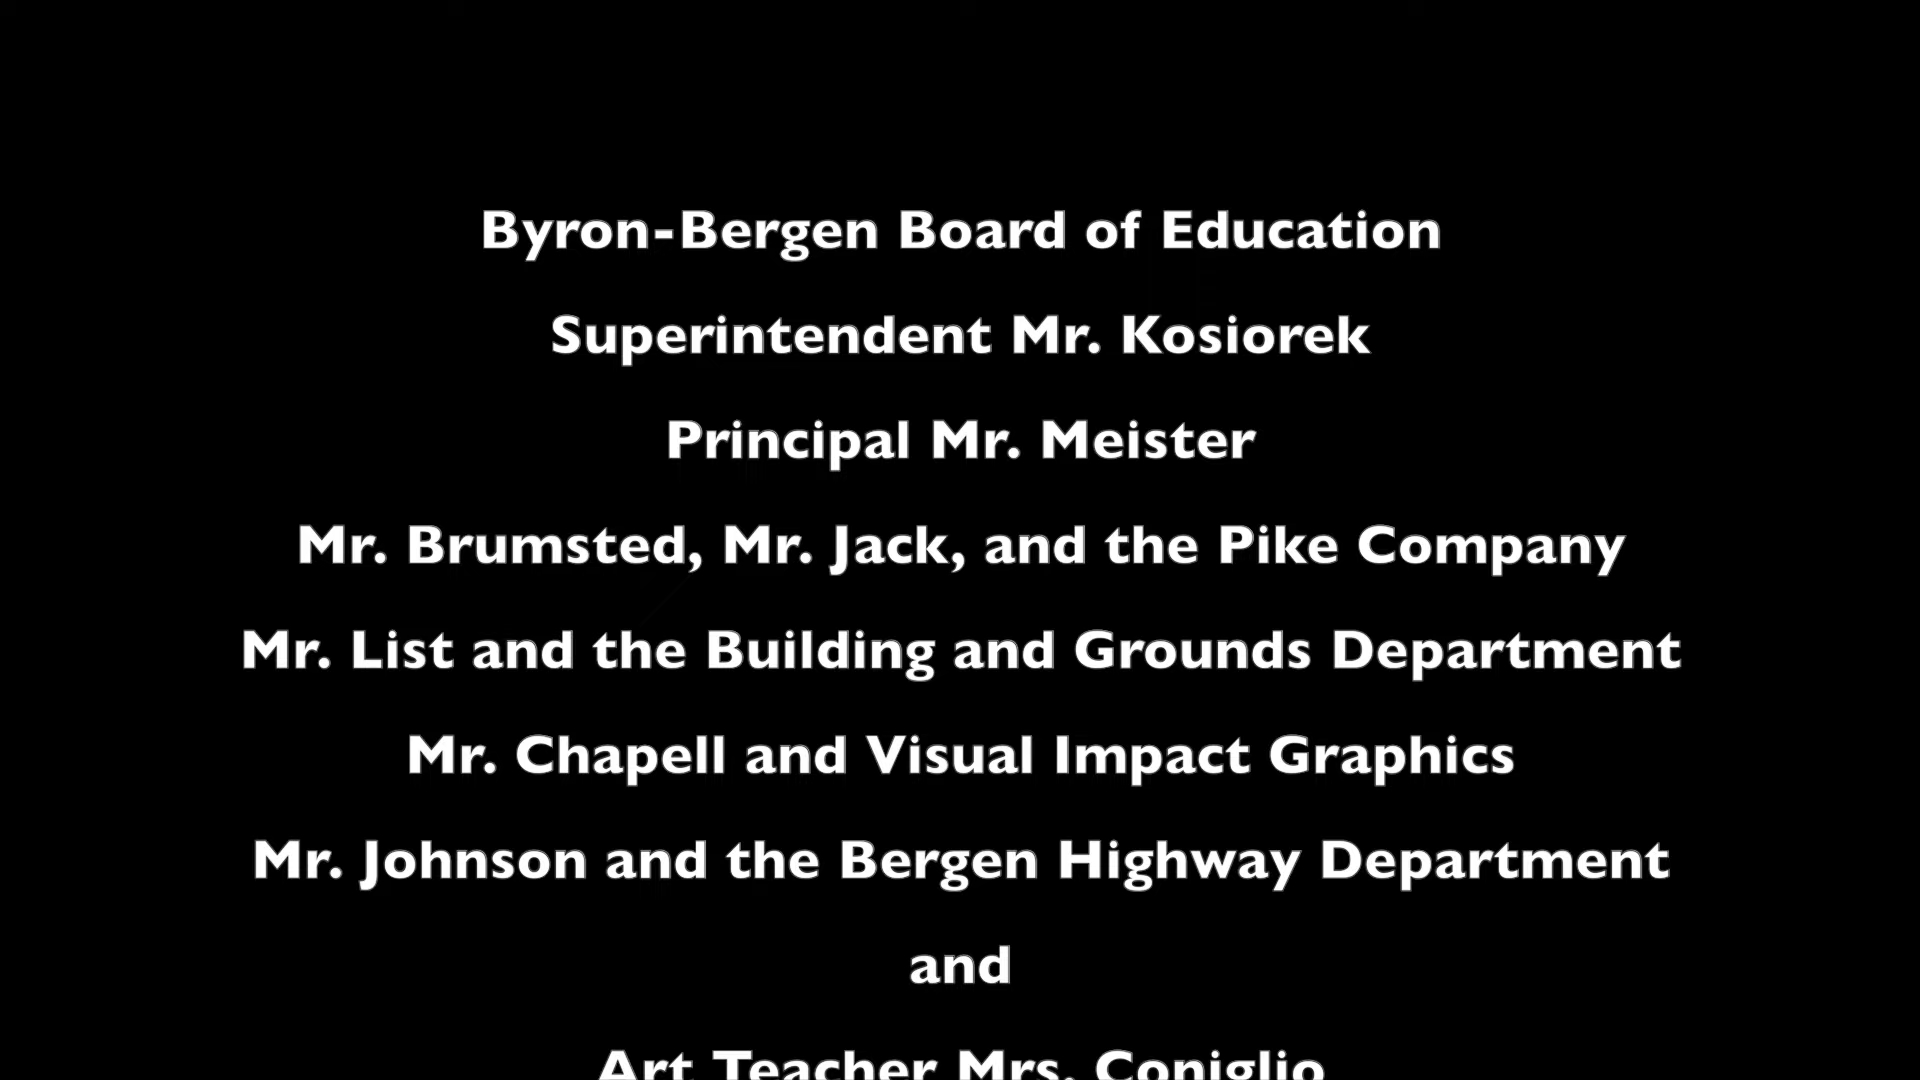 Byron-Bergen Board of Education
Superintendent Mr. Kosiorek
Principal Mr. Meister
Mr. Brumsted, Mr. Jack, and the Pike Company
Mr. List and the Building and Grounds Department
Mr. Chapell and Visual Impact Graphics
Mr. Johnson and the Bergen Highway Department
and
Art Teacher Mrs. Coniglio